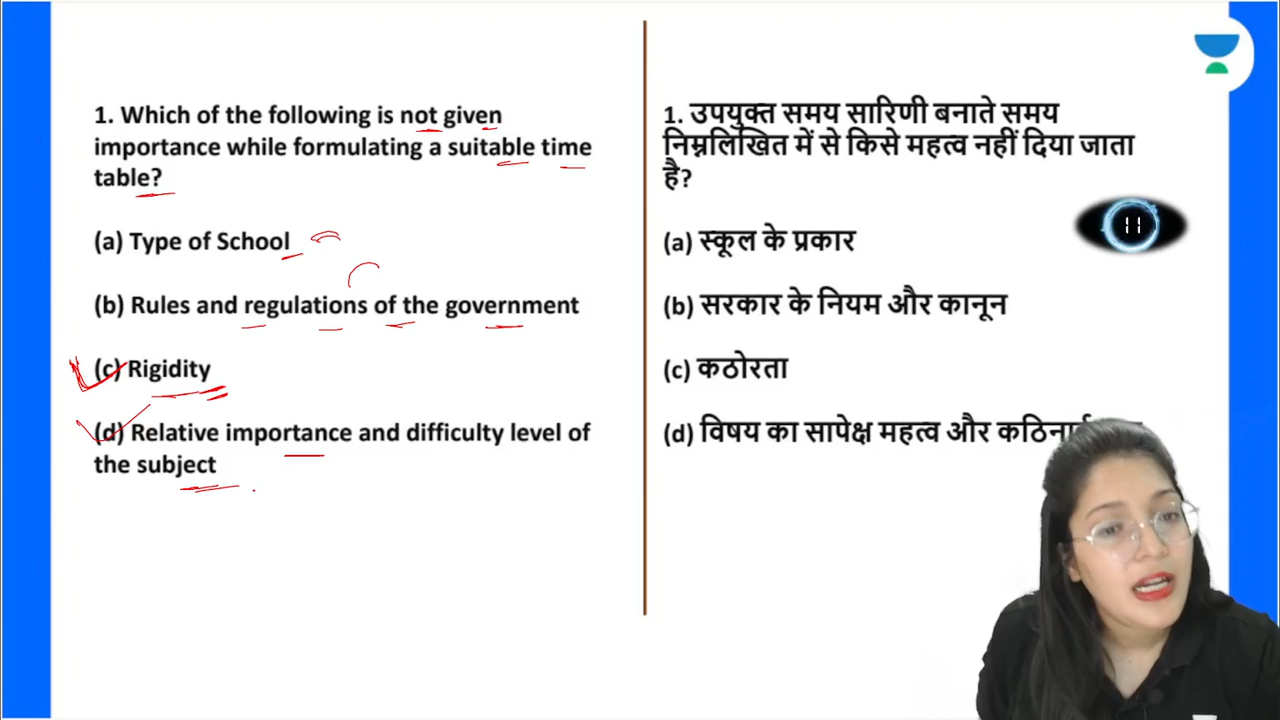 1. Which of the following is not given
importance while formulating a suitable time
table?
(a) Type of School
(b) Rules and regulations of the government
(c) Rigidity
(d) Relative importance and difficulty level of
the subject
1. उपयुक्त समय सारिणी बनाते समय
निम्नलिखित में से किसे महत्व नहीं दिया जाता
है?
(a) स्कूल के प्रकार
(b) सरकार के नियम और कानून
(c) कठोरता
(d) विषय का सापेक्ष महत्व और
11